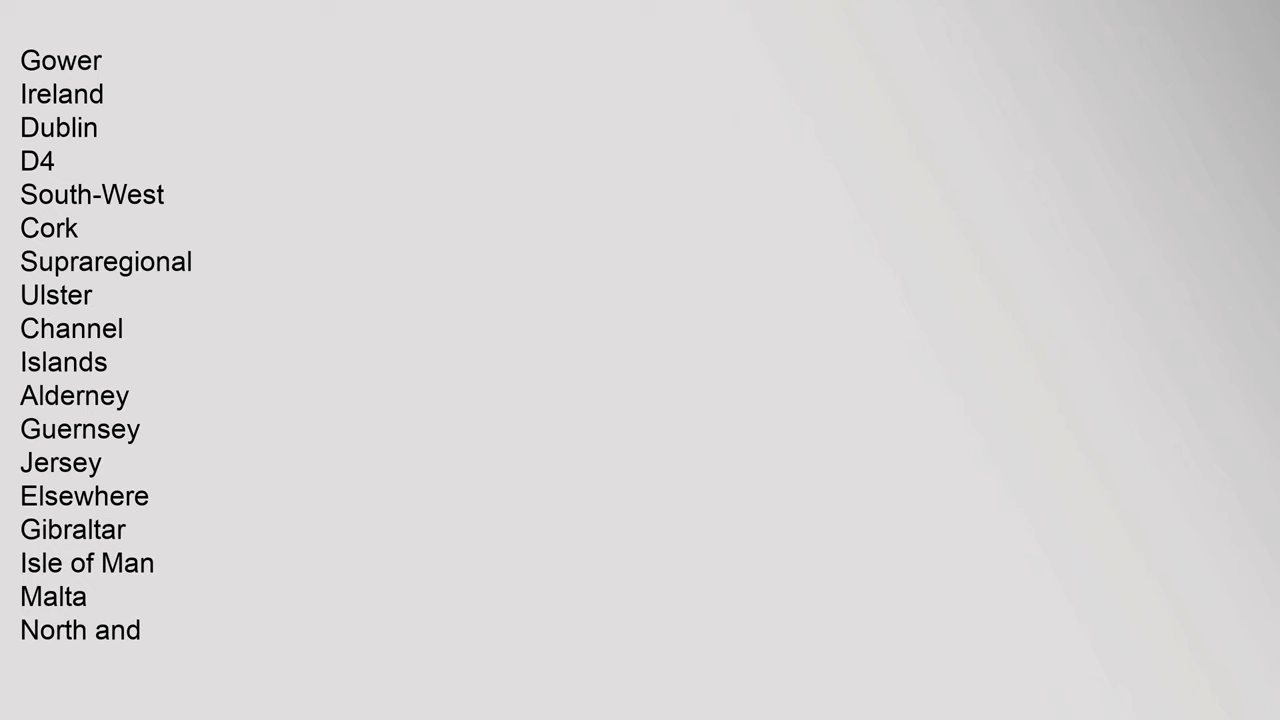 Gower
Ireland
Dublin
D4
South-West
Cork
Supraregional
Ulster
Channel
Islands
Alderney
Guernsey
Jersey
Elsewhere
Gibraltar
Isle of Man
Malta
North and